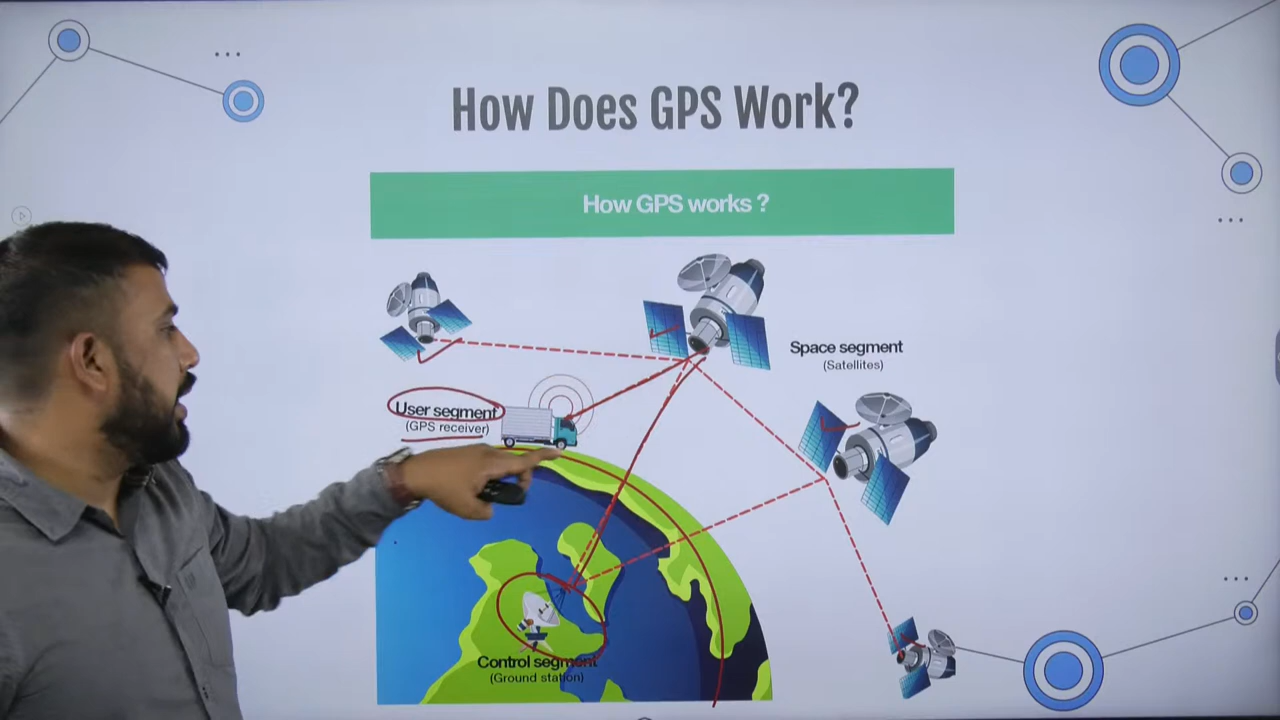 How Does GPS Work?
How GPS works ?
Space segment
(Satellites)
User segment
(GPS receiver)
Control segment
(Ground station)